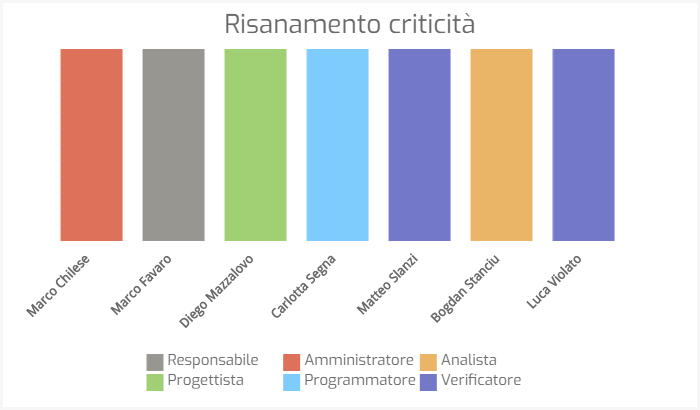 Risanamento criticità
Marco Chilese
Marco Favaro
Diego Mazzalovo
Carlotta Segna
Matteo Slanzi
Bogdan Stanciu
Luca Violato
Responsabile Amministratore Analista
Progettista Programmatore Verificatore